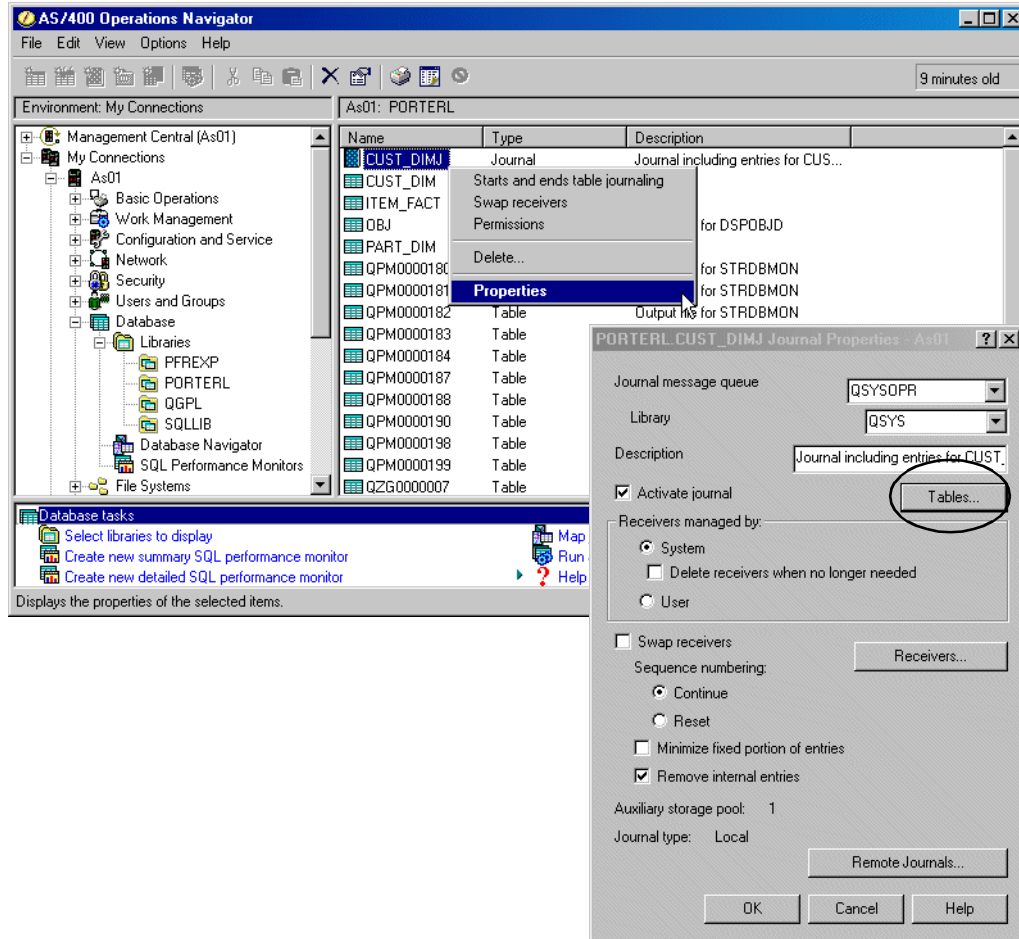 AS/400 Operations Navigator
File Edit View Options Help
9 minutes old
Environment: My Connections
As01: PORTERL
Management Central (As01)
My Connections
As01
Basic Operations
Work Management
Configuration and Service
Network
Security
Users and Groups
Database
Libraries
PFREXP
PORTERL
QGPL
SQLLIB
Database Navigator
SQL Performance Monitors
File Systems
Name Type Description
CUST_DIMJ Journal Journal including entries for CUS...
CUST_DIM
ITEM_FACT
OBJ for DSPOBJD
PART_DIM
QPM0000180 for STRDBMON
QPM0000181 for STRDBMON
QPM0000182 Table Output for STRDBMON
QPM0000183 Table
QPM0000184 Table
QPM0000187 Table
QPM0000188 Table
QPM0000190 Table
QPM0000198 Table
QPM0000199 Table
QZG0000007 Table
Starts and ends table journaling
Swap receivers
Permissions
Delete...
Properties
Database tasks
Select libraries to display
Create new summary SQL performance monitor
Create new detailed SQL performance monitor
Map
Run
Help
Displays the properties of the selected items.
PORTERL.CUST_DIMJ Journal Properties - As01
Journal message queue QSYSOPR
Library QSYS
Description Journal including entries for CUST_
Activate journal Tables...
Receivers managed by:
System
Delete receivers when no longer needed
User
Swap receivers
Receivers...
Sequence numbering:
Continue
Reset
Minimize fixed portion of entries
Remove internal entries
Auxiliary storage pool: 1
Journal type: Local
Remote Journals...
OK Cancel Help